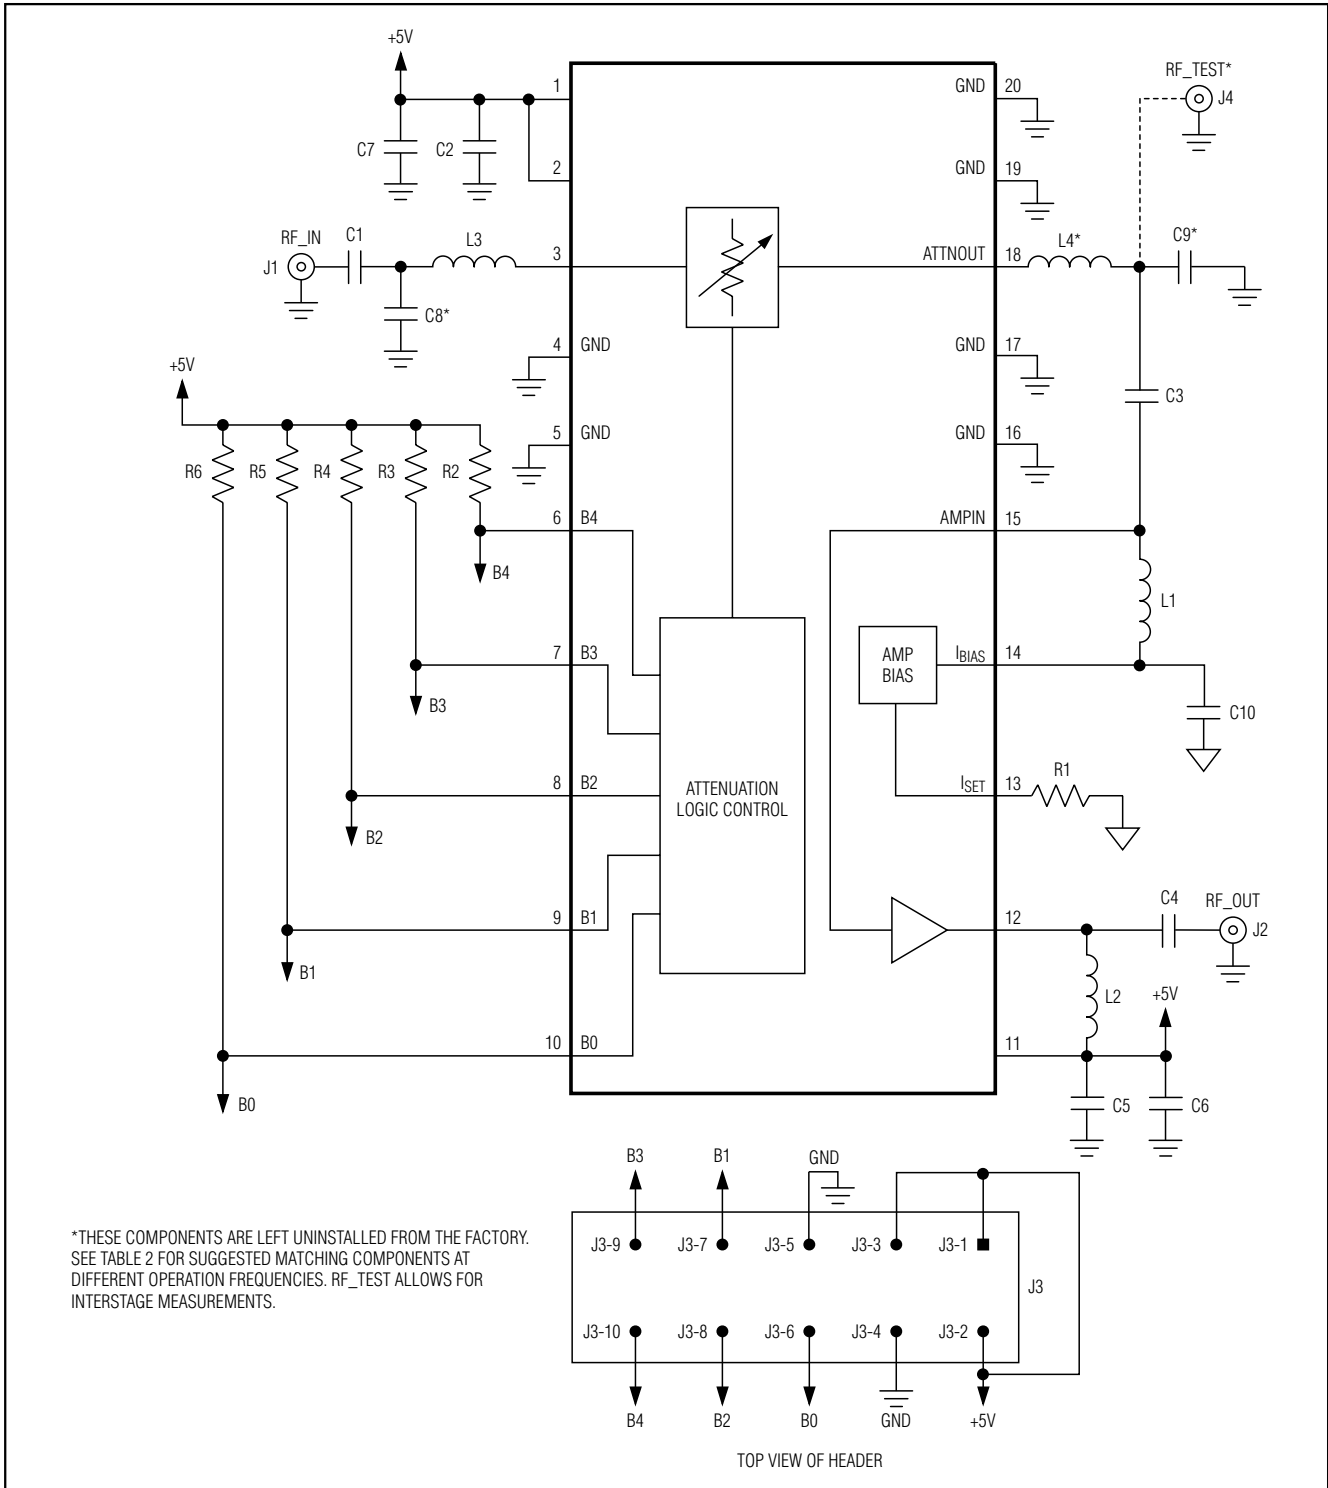 +5V
1
GND
20
RF_TEST*
J4
C7
C2
2
GND
19
RF_IN
C1
L3
3
ATTNOUT
18
L4*
C9*
J1
C8*
4
GND
GND
17
+5V
C3
5
GND
GND
16
R6
R5
R4
R3
R2
6
B4
AMPIN
15
B4
L1
7
B3
AMP
BIAS
IBIAS
14
B3
C10
8
B2
ATTENUATION
LOGIC CONTROL
ISET
13
R1
B2
9
B1
12
C4
RF_OUT
J2
B1
L2
+5V
10
B0
11
B0
C5
C6
B3
B1
GND
*THESE COMPONENTS ARE LEFT UNINSTALLED FROM THE FACTORY.
SEE TABLE 2 FOR SUGGESTED MATCHING COMPONENTS AT
DIFFERENT OPERATION FREQUENCIES. RF_TEST ALLOWS FOR
INTERSTAGE MEASUREMENTS.
J3-9
J3-7
J3-5
J3-3
J3-1
J3
J3-10
J3-8
J3-6
J3-4
J3-2
B4
B2
B0
GND
+5V
TOP VIEW OF HEADER